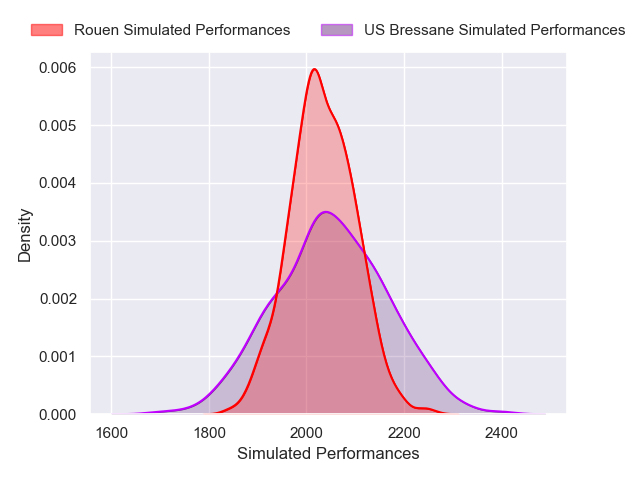 Rouen Simulated Performances US Bressane Simulated Performances
0.006
0.005
0.004
0.003
0.002
0.001
0.000
Density
1600 1800 2000 2200 2400
Simulated Performances